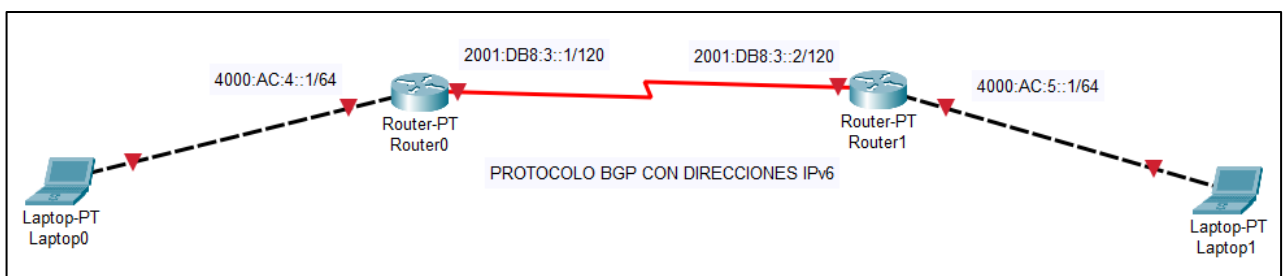 2001:DB8:3::1/120
2001:DB8:3::2/120
4000:AC:4::1/64
4000:AC:5::1/64
Router-PT
Router0
Router-PT
Router1
PROTOCOLO BGP CON DIRECCIONES IPv6
Laptop-PT
Laptop0
Laptop-PT
Laptop1